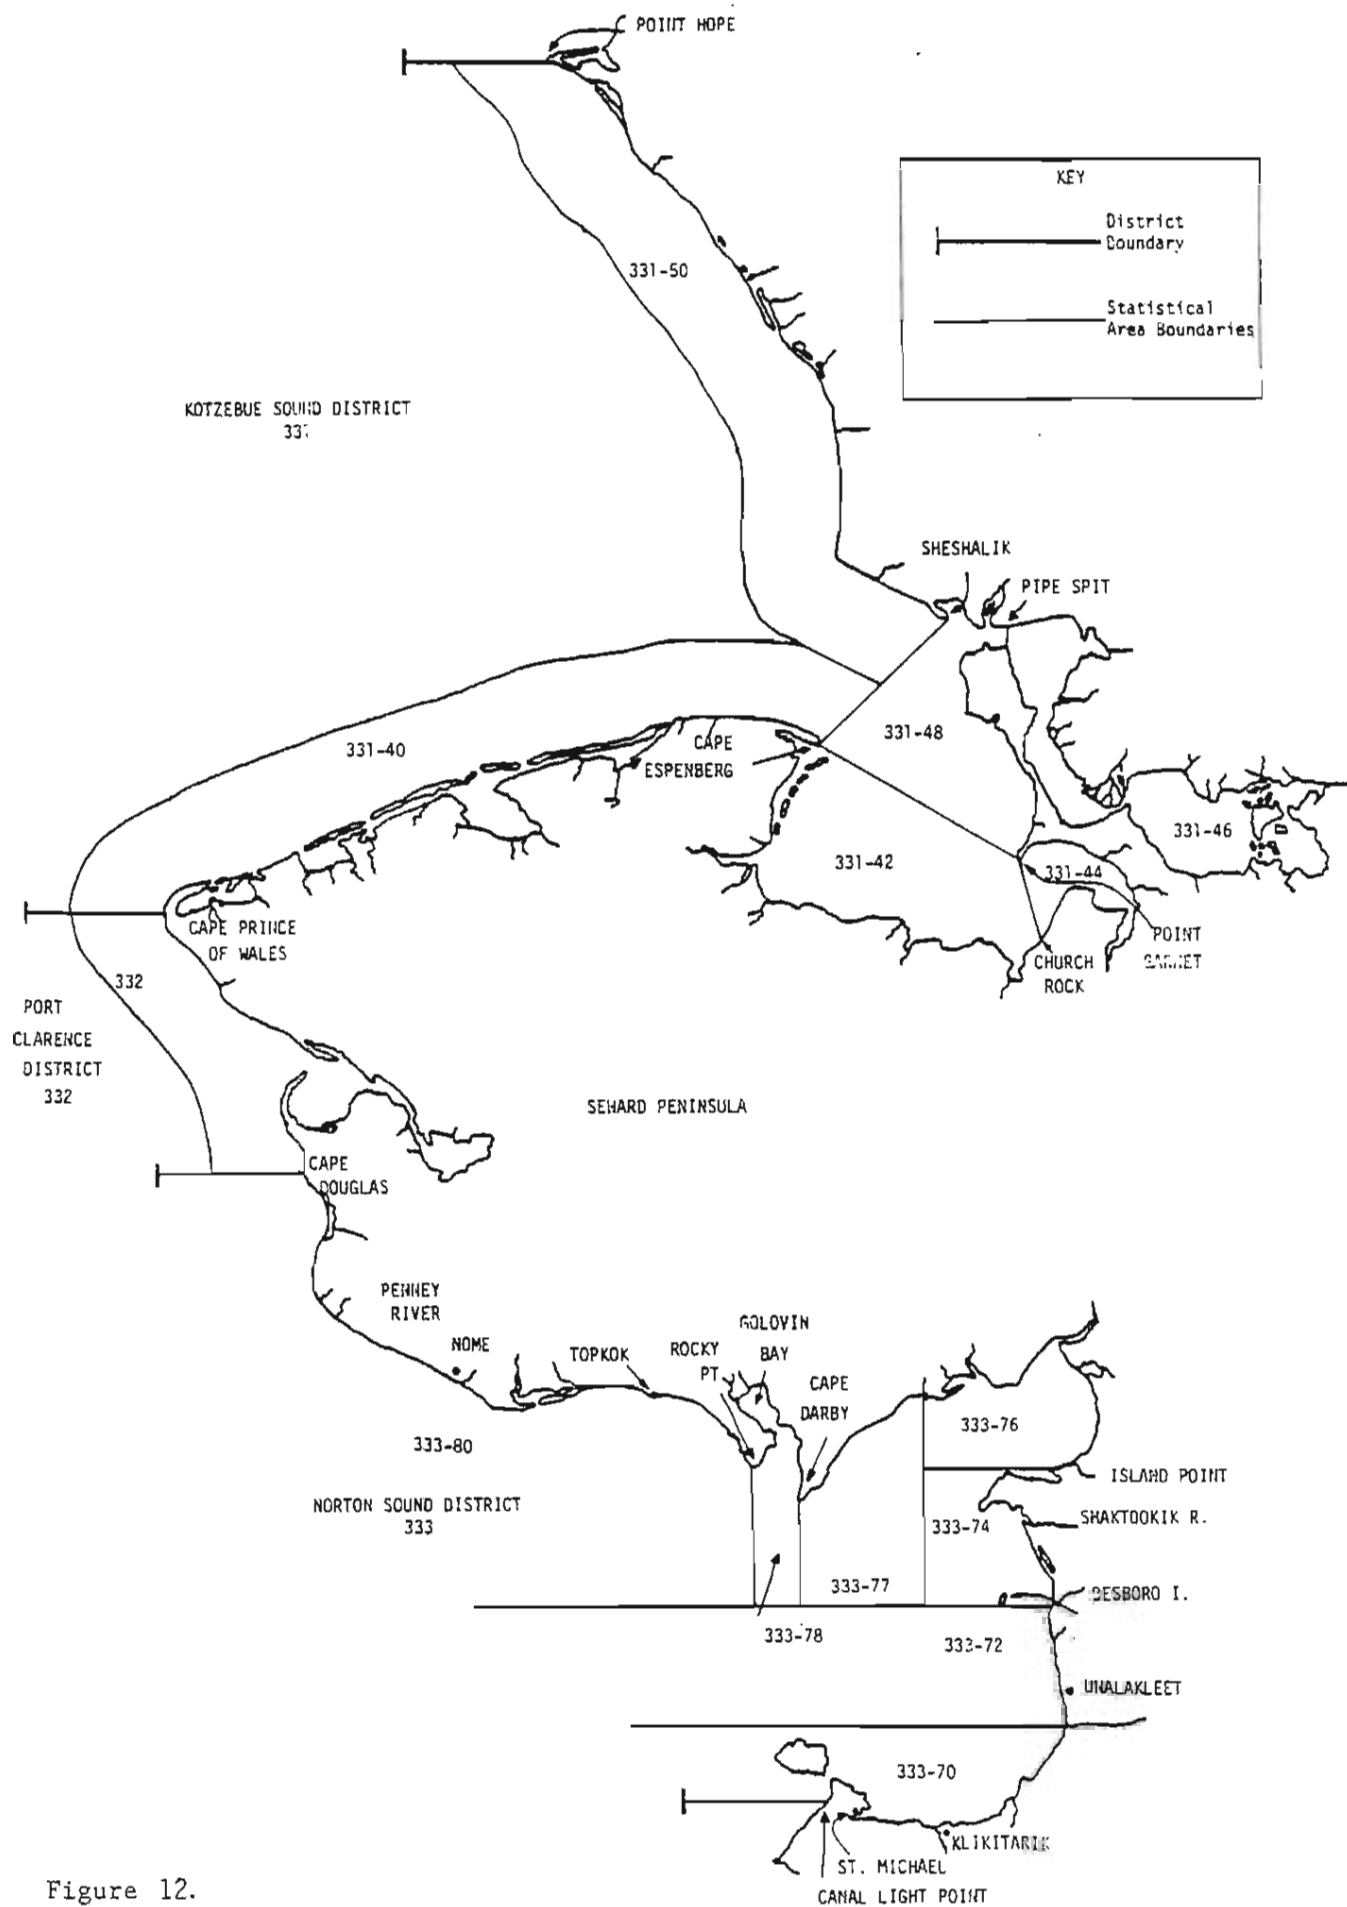 POINT HOPE
KEY
District
Boundary
Statistical
Area Boundaries
331-50
KOTZEBUE SOUND DISTRICT
331
SHESHALIK
PIPE SPIT
331-40
CAPE
ESPENBERG
331-48
331-46
331-42
331-44
CAPE PRINCE
OF WALES
POINT
CHURCH
ROCK
332
PORT
CLARENCE
DISTRICT
332
SEWARD PENINSULA
CAPE
DOUGLAS
PENNEY
RIVER
NOME
TOPKOK
ROCKY
PT
GOLOVIN
BAY
CAPE
DARBY
333-76
333-80
ISLAND POINT
NORTON SOUND DISTRICT
333
333-74
SHAKTOOKIK R.
333-77
BESBORO I.
333-78
333-72
UNALAKLEET
333-70
KLIKITARIK
ST. MICHAEL
CANAL LIGHT POINT
Figure 12.